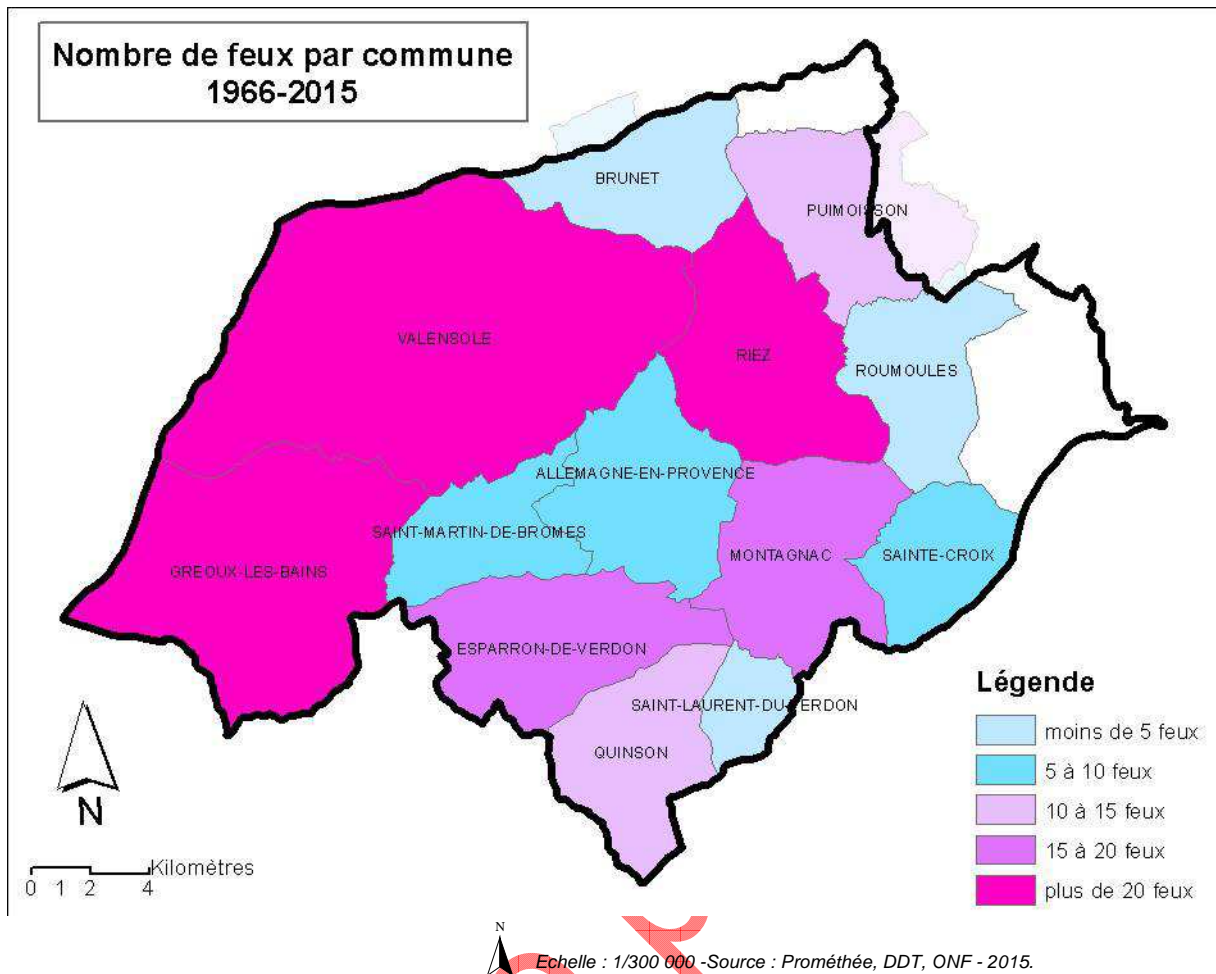 Nombre de feux par commune
1966-2015
BRUNET
PUIMOISSON
VALENSOLE
RIEZ
ROUMOULES
ALLEMAGNE-EN-PROVENCE
SAINT-MARTIN-DE-BROMES
MONTAGNAC
SAINTE-CROIX
GREOUX-LES-BAINS
ESPARRON-DE-VERDON
SAINT-LAURENT-DU-VERDON
QUINSON
Légende
moins de 5 feux
5 à 10 feux
10 à 15 feux
15 à 20 feux
plus de 20 feux
N
Kilomètres
0 1 2 4
N
Echelle : 1/300 000 -Source : Prométhée, DDT, ONF - 2015.